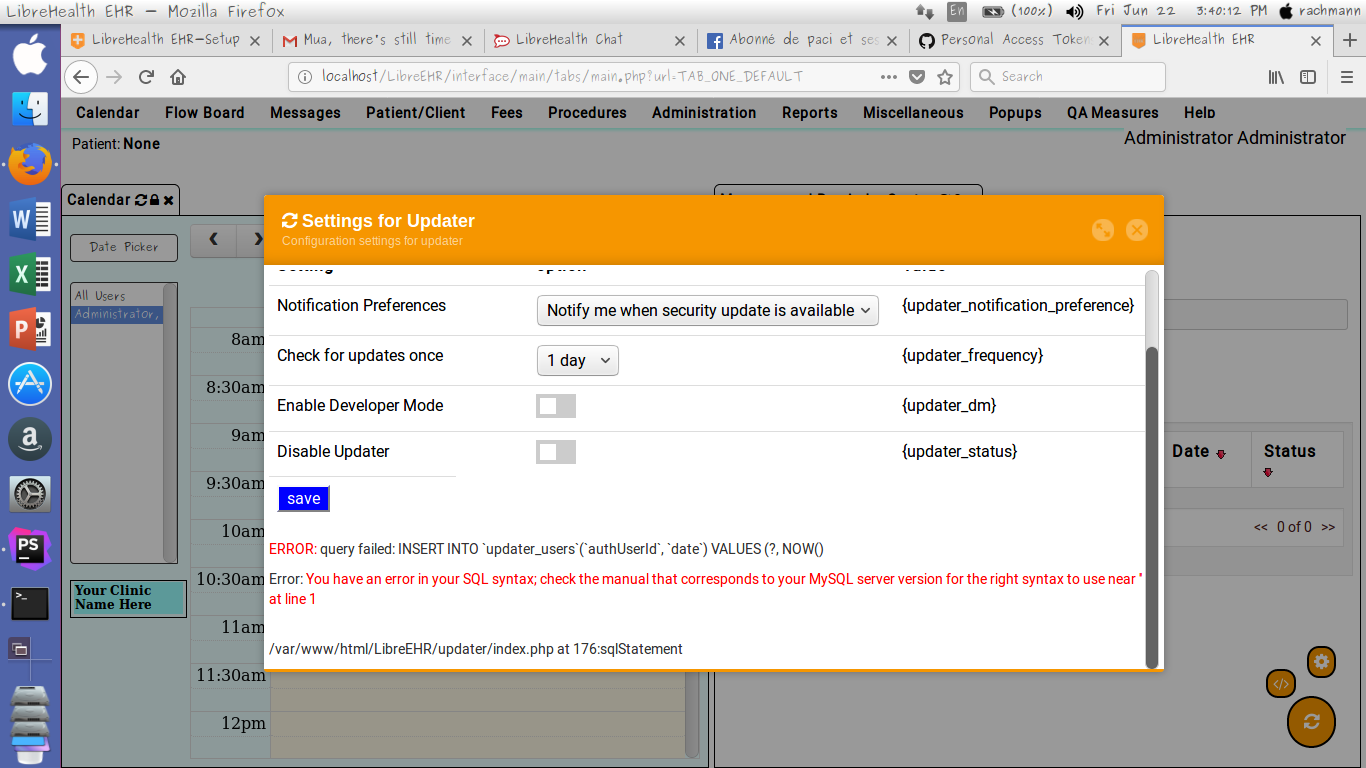 LibreHealth EHR - Mozilla Firefox
En (100%) Fri Jun 22 3:40:12 PM rachmann
LibreHealth EHR-Setup
Mua, there's still time
LibreHealth Chat
Abonné de paci et ses
Personal Access Token
LibreHealth EHR
localhost/LibreEHR/interface/main/tabs/main.php?url=TAB_ONE_DEFAULT
Search
Calendar Flow Board Messages Patient/Client Fees Procedures Administration Reports Miscellaneous Popups QA Measures Help
Patient: None
Administrator Administrator
Calendar
Date Picker
All Users
Administrator,
Your Clinic
Name Here
8am
8:30am
9am
9:30am
10am
10:30am
11am
11:30am
12pm
Settings for Updater
Configuration settings for updater
Notification Preferences Notify me when security update is available {updater_notification_preference}
Check for updates once 1 day {updater_frequency}
Enable Developer Mode {updater_dm}
Disable Updater {updater_status}
save
ERROR: query failed: INSERT INTO `updater_users`(`authUserId`, `date`) VALUES (?, NOW()
Error: You have an error in your SQL syntax; check the manual that corresponds to your MySQL server version for the right syntax to use near ''
at line 1
/var/www/html/LibreEHR/updater/index.php at 176:sqlStatement
Date Status
<< 0 of 0 >>